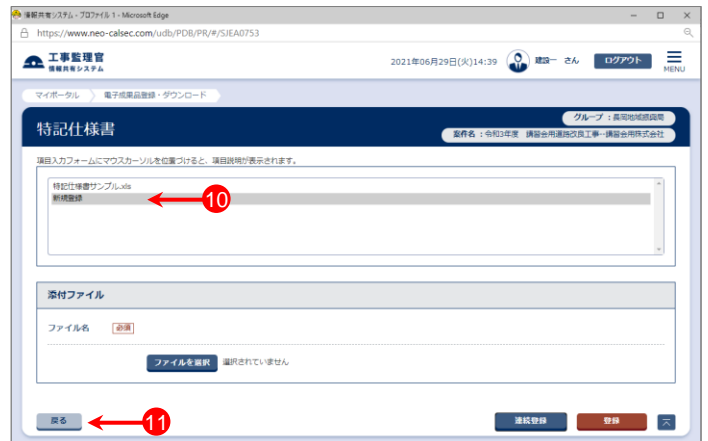 情報共有システム - プロファイル 1 - Microsoft Edge
https://www.neo-calsec.com/udb/PDB/PR/#/SJEA0753
工事監理官
情報共有システム
2021年06月29日(火)14:39
建設一 さん
ログアウト
MENU
マイポータル
電子成果品登録・ダウンロード
特記仕様書
グループ：長岡地域振興局
案件名：令和3年度 講習会用道路改良工事--講習会用株式会社
項目入力フォームにマウスカーソルを位置づけると、項目説明が表示されます。
特記仕様書サンプル.xls
新規登録
10
添付ファイル
ファイル名
必須
ファイルを選択
選択されていません
戻る
11
連続登録
登録